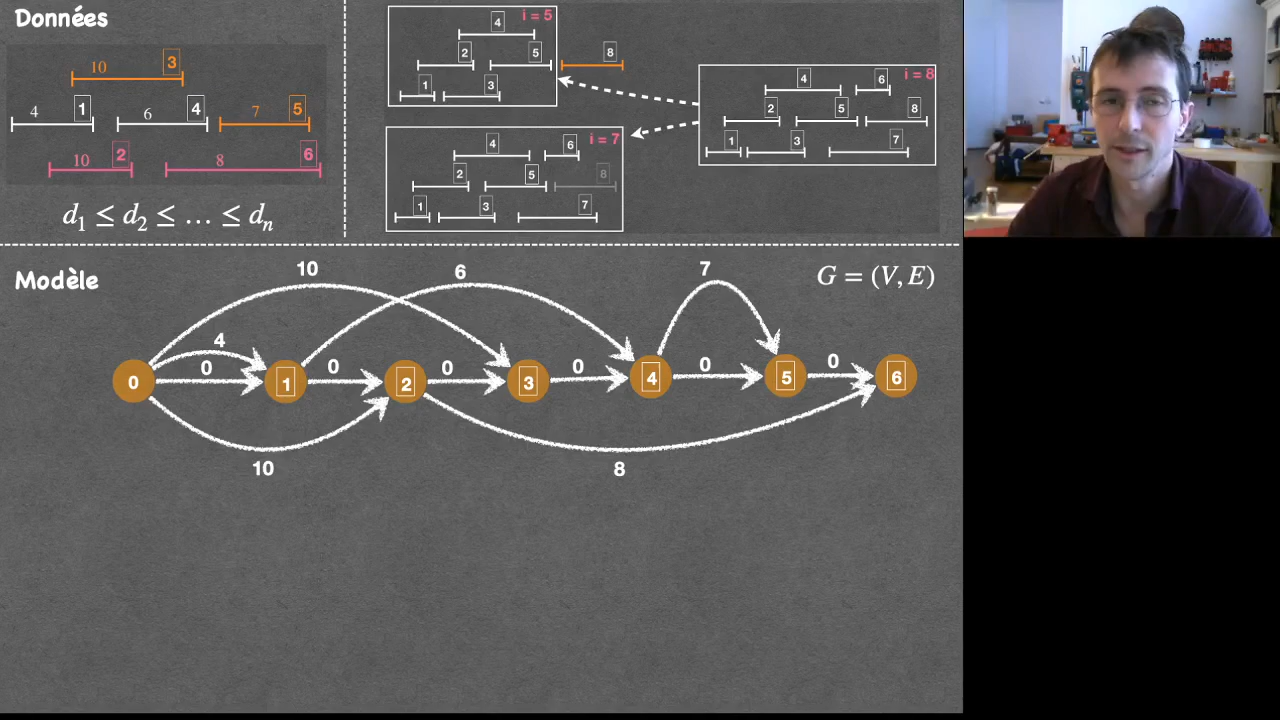 Données
10 3
4 1 6 4 7 5
10 2 8 6
d₁ ≤ d₂ ≤ … ≤ dₙ
i = 5
4
2 5 8
1 3
i = 7
4 6
2 5 8
1 3 7
i = 8
4 6
2 5 8
1 3 7
Modèle
G = (V, E)
10 6 7
4
0 0 0 0 0 0
0 1 2 3 4 5 6
10 8